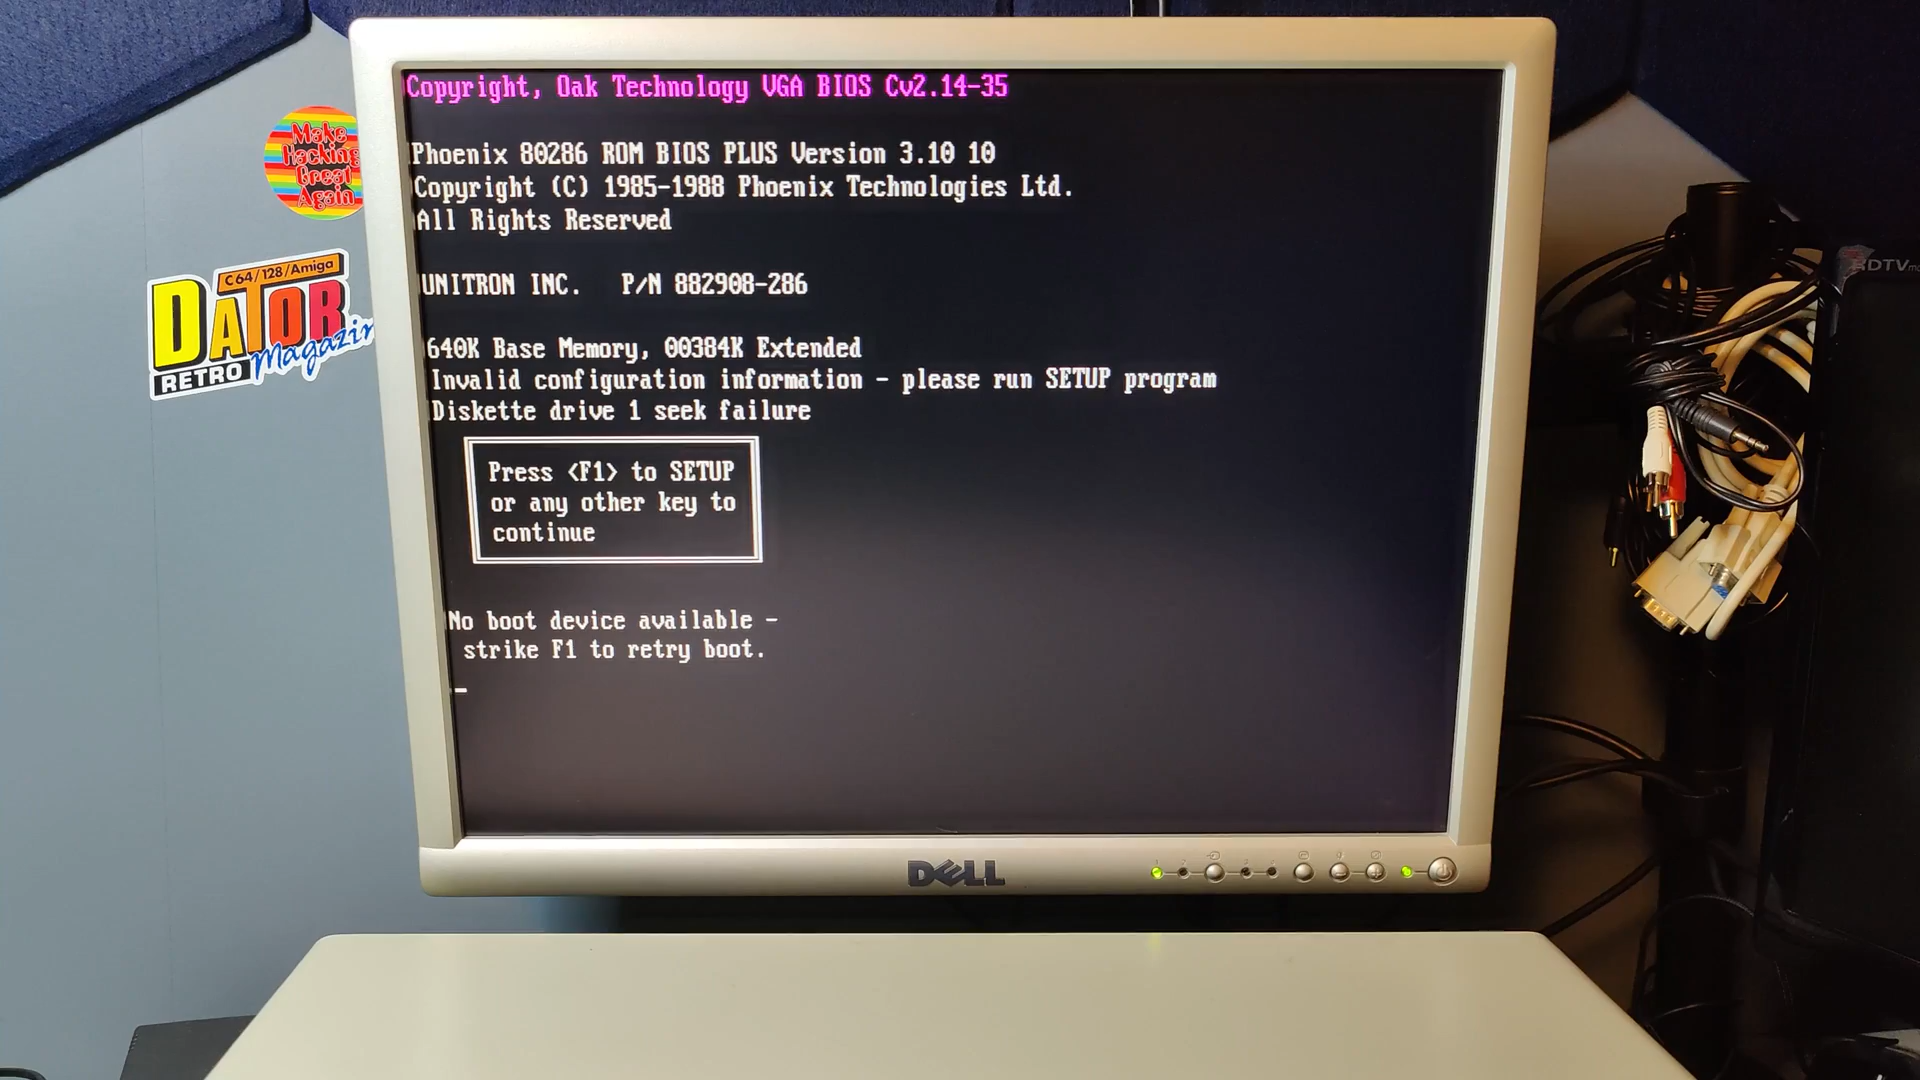 Copyright, Oak Technology VGA BIOS Cv2.14-35
Phoenix 80286 ROM BIOS PLUS Version 3.10 10
Copyright (C) 1985-1988 Phoenix Technologies Ltd.
All Rights Reserved
UNITRON INC. P/N 882908-286
640K Base Memory, 00384K Extended
Invalid configuration information - please run SETUP program
Diskette drive 1 seek failure
Press <F1> to SETUP
or any other key to
continue
No boot device available -
strike F1 to retry boot.
DELL
Make
Hacking
Great
Again
C64/128/Amiga
DATOR
RETRO Magazin